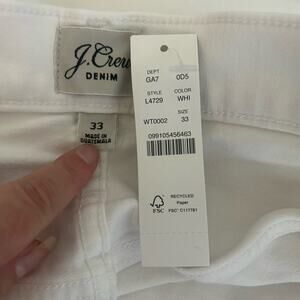 J.Crew
DENIM
33
MADE IN
GUATEMALA
DEPT
GA7
0D5
STYLE
COLOR
L4729
WHI
SIZE
WT0002
33
099105456463
FSC
RECYCLED
Paper
FSC® C117781